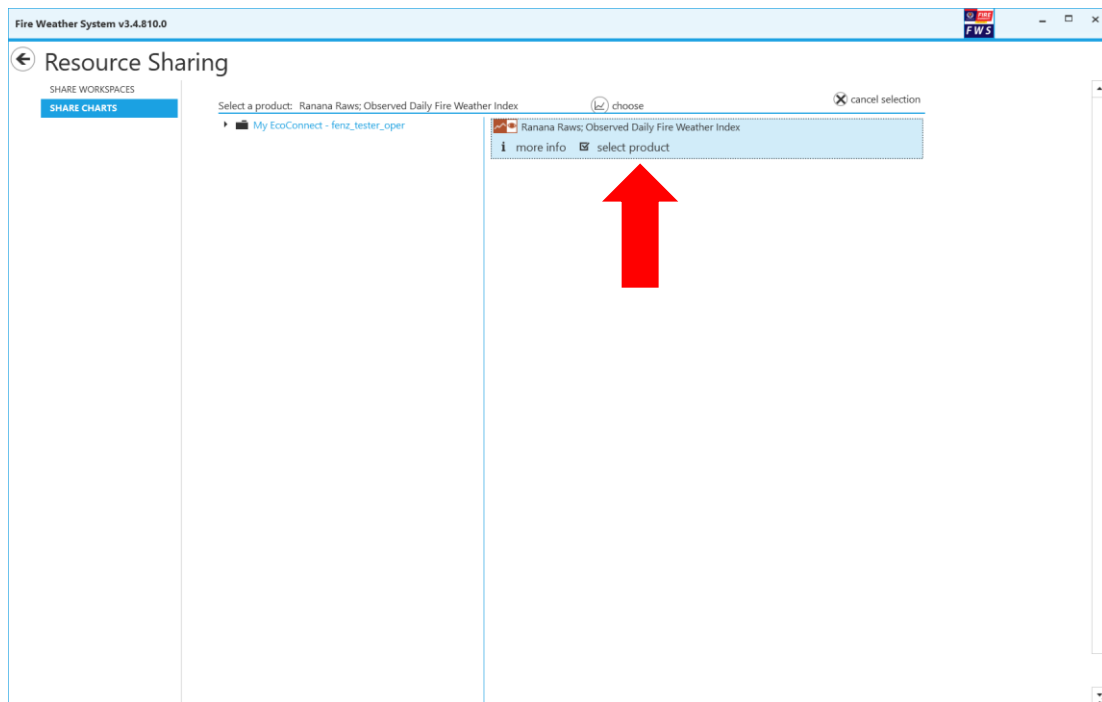 Fire Weather System v3.4.810.0
FIRE
FWS
Resource Sharing
SHARE WORKSPACES
SHARE CHARTS
Select a product: Ranana Raws; Observed Daily Fire Weather Index
choose
cancel selection
My EcoConnect - fenz_tester_oper
Ranana Raws; Observed Daily Fire Weather Index
i more info
select product